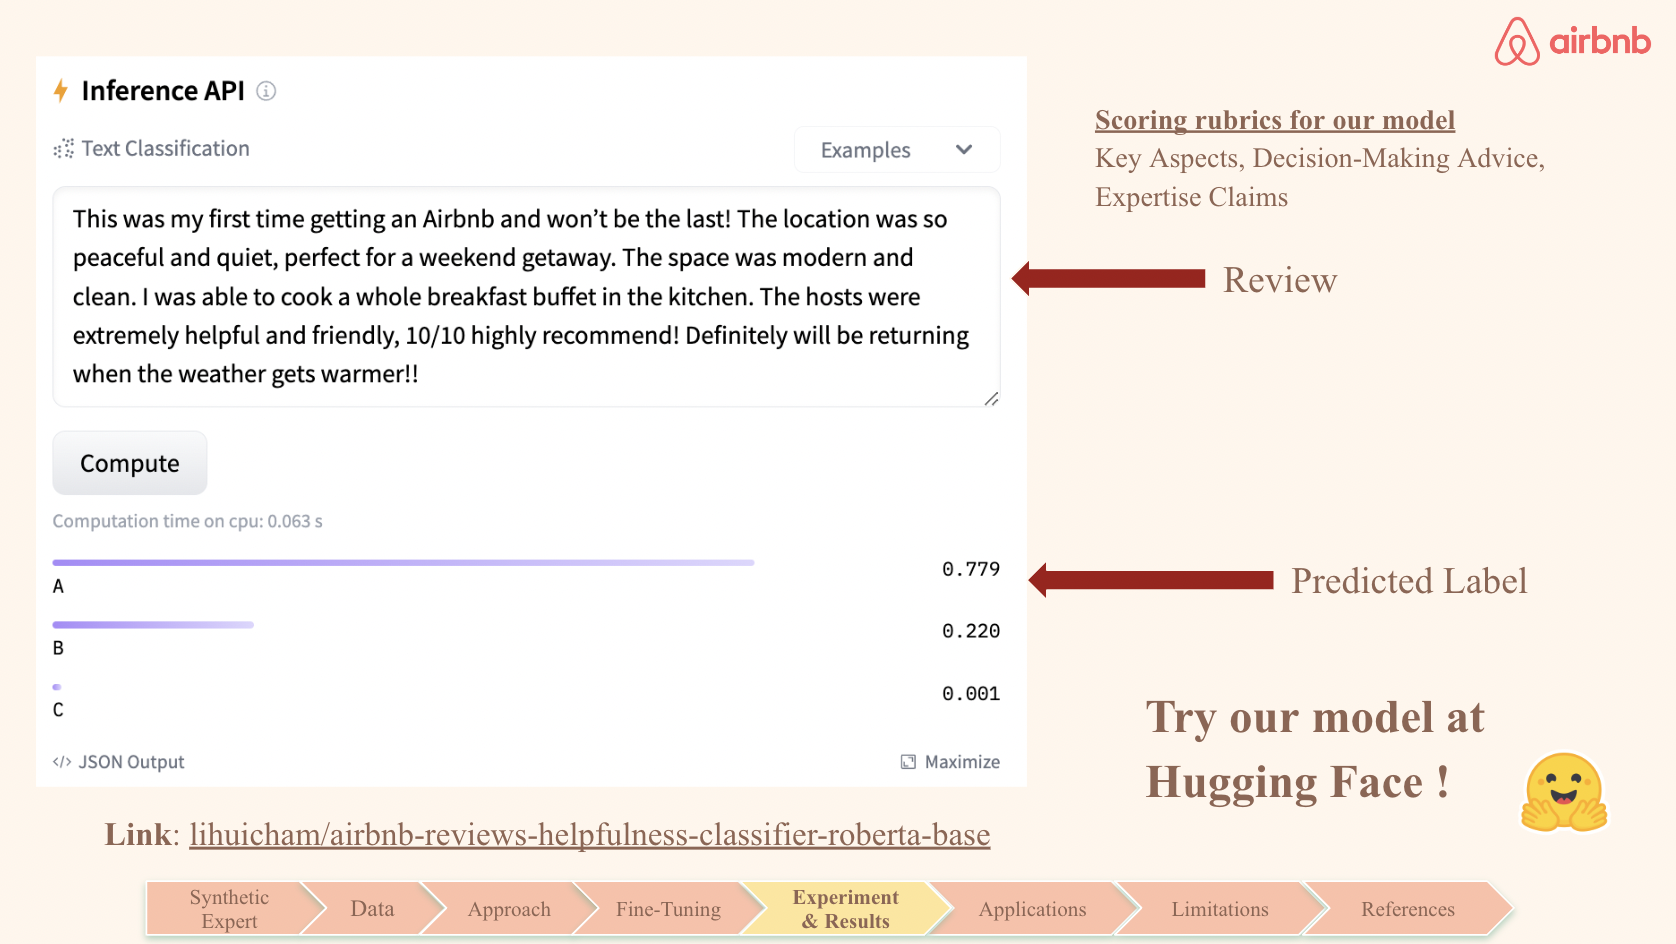 airbnb
Inference API
Text Classification
Examples
This was my first time getting an Airbnb and won’t be the last! The location was so
peaceful and quiet, perfect for a weekend getaway. The space was modern and
clean. I was able to cook a whole breakfast buffet in the kitchen. The hosts were
extremely helpful and friendly, 10/10 highly recommend! Definitely will be returning
when the weather gets warmer!!
Compute
Computation time on cpu: 0.063 s
A 0.779
B 0.220
C 0.001
</> JSON Output
Maximize
Scoring rubrics for our model
Key Aspects, Decision-Making Advice,
Expertise Claims
Review
Predicted Label
Try our model at
Hugging Face !
Link: lihuicham/airbnb-reviews-helpfulness-classifier-roberta-base
Synthetic
Expert
Data
Approach
Fine-Tuning
Experiment
& Results
Applications
Limitations
References